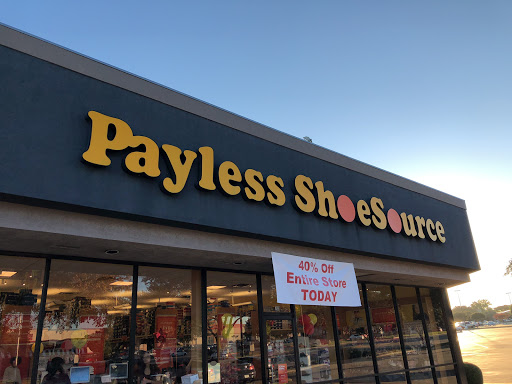 Payless ShoeSource
40% Off
Entire Store
TODAY